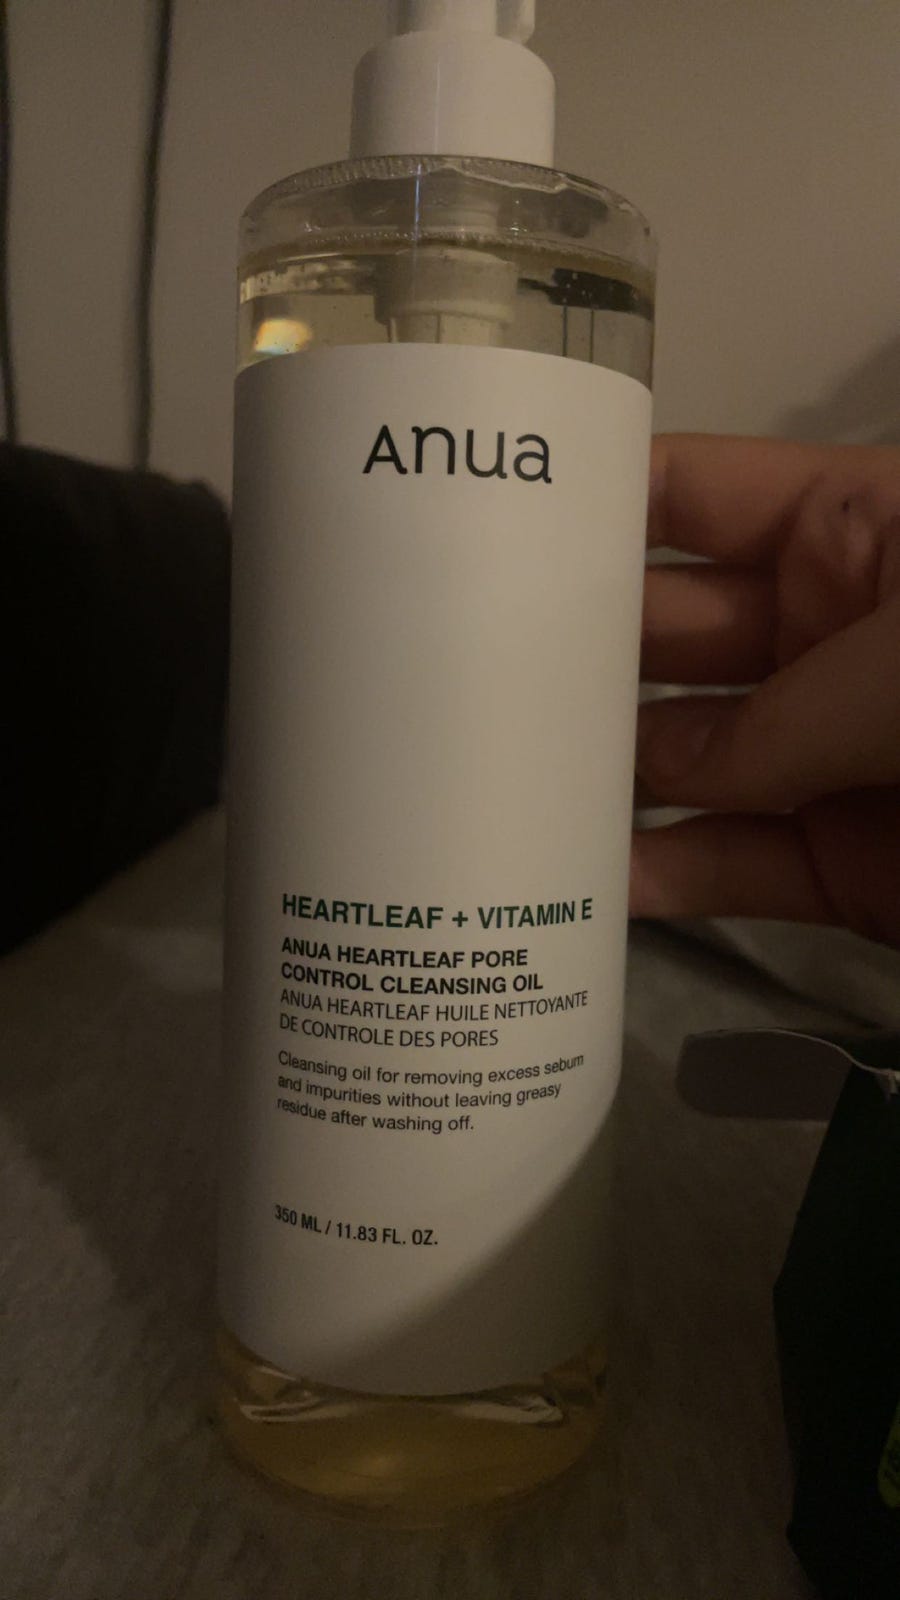 Anua
HEARTLEAF + VITAMIN E
ANUA HEARTLEAF PORE
CONTROL CLEANSING OIL
ANUA HEARTLEAF HUILE NETTOYANTE
DE CONTROLE DES PORES
Cleansing oil for removing excess sebum
and impurities without leaving greasy
residue after washing off.
350 ML / 11.83 FL. OZ.